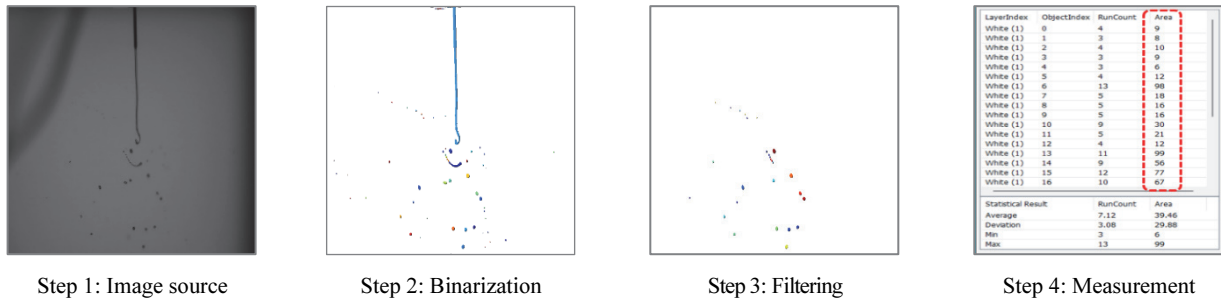 LayerIndex ObjectIndex RunCount Area
White (1) 0 4 9
White (1) 1 3 8
White (1) 2 4 10
White (1) 3 3 9
White (1) 4 3 6
White (1) 5 4 12
White (1) 6 13 98
White (1) 7 5 18
White (1) 8 5 16
White (1) 9 5 16
White (1) 10 9 30
White (1) 11 5 21
White (1) 12 4 12
White (1) 13 11 99
White (1) 14 9 56
White (1) 15 12 77
White (1) 16 10 67
Statistical Result RunCount Area
Average 7.12 39.46
Deviation 3.08 29.88
Min 3 6
Max 13 99
Step 1: Image source
Step 2: Binarization
Step 3: Filtering
Step 4: Measurement